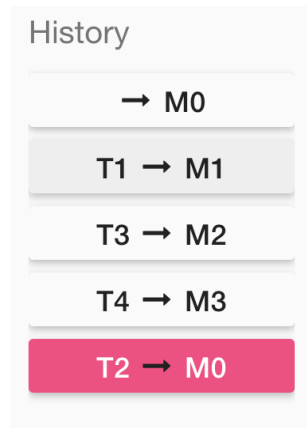 History
→ M0
T1 → M1
T3 → M2
T4 → M3
T2 → M0